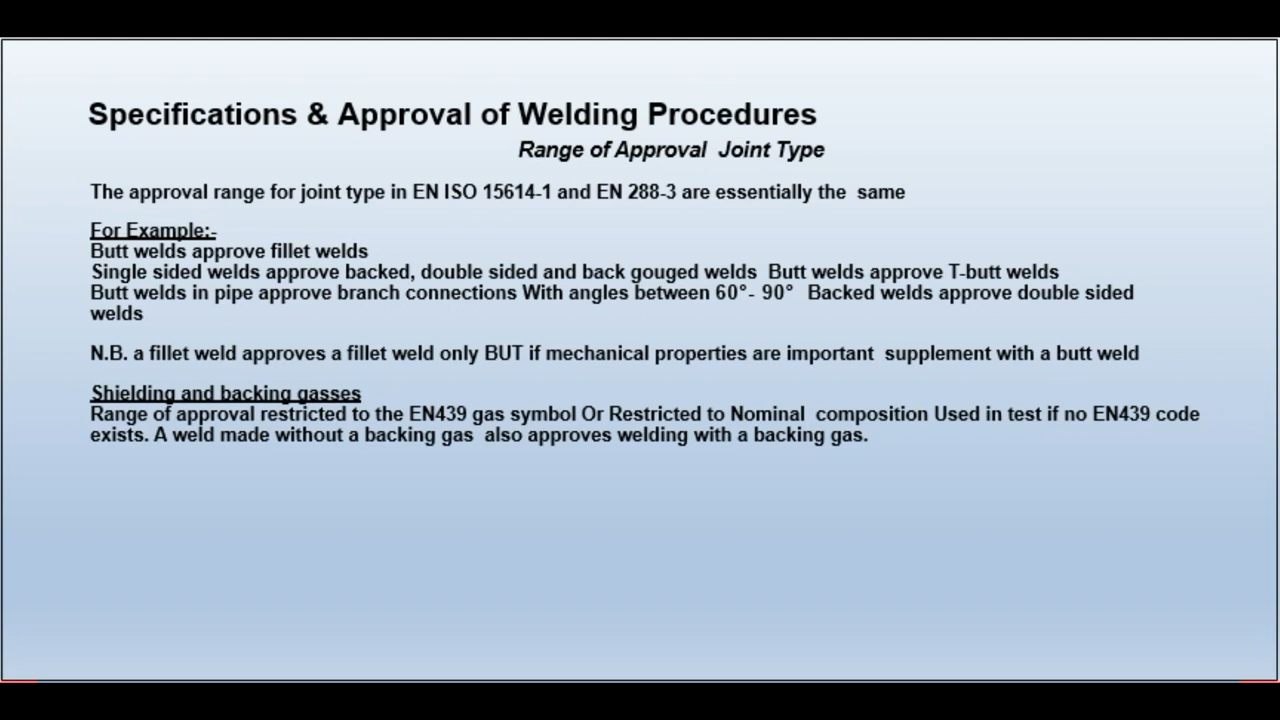 Specifications & Approval of Welding Procedures
Range of Approval Joint Type
The approval range for joint type in EN ISO 15614-1 and EN 288-3 are essentially the same
For Example:-
Butt welds approve fillet welds
Single sided welds approve backed, double sided and back gouged welds Butt welds approve T-butt welds
Butt welds in pipe approve branch connections With angles between 60°- 90° Backed welds approve double sided
welds
N.B. a fillet weld approves a fillet weld only BUT if mechanical properties are important supplement with a butt weld
Shielding and backing gasses
Range of approval restricted to the EN439 gas symbol Or Restricted to Nominal composition Used in test if no EN439 code
exists. A weld made without a backing gas also approves welding with a backing gas.